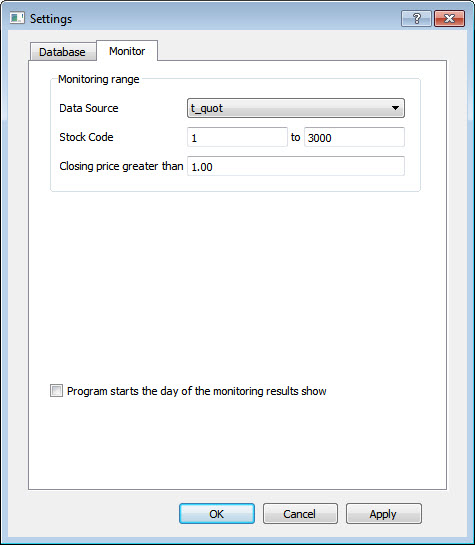 Settings
?
Database Monitor
Monitoring range
Data Source t_quot
Stock Code 1 to 3000
Closing price greater than 1.00
Program starts the day of the monitoring results show
OK Cancel Apply